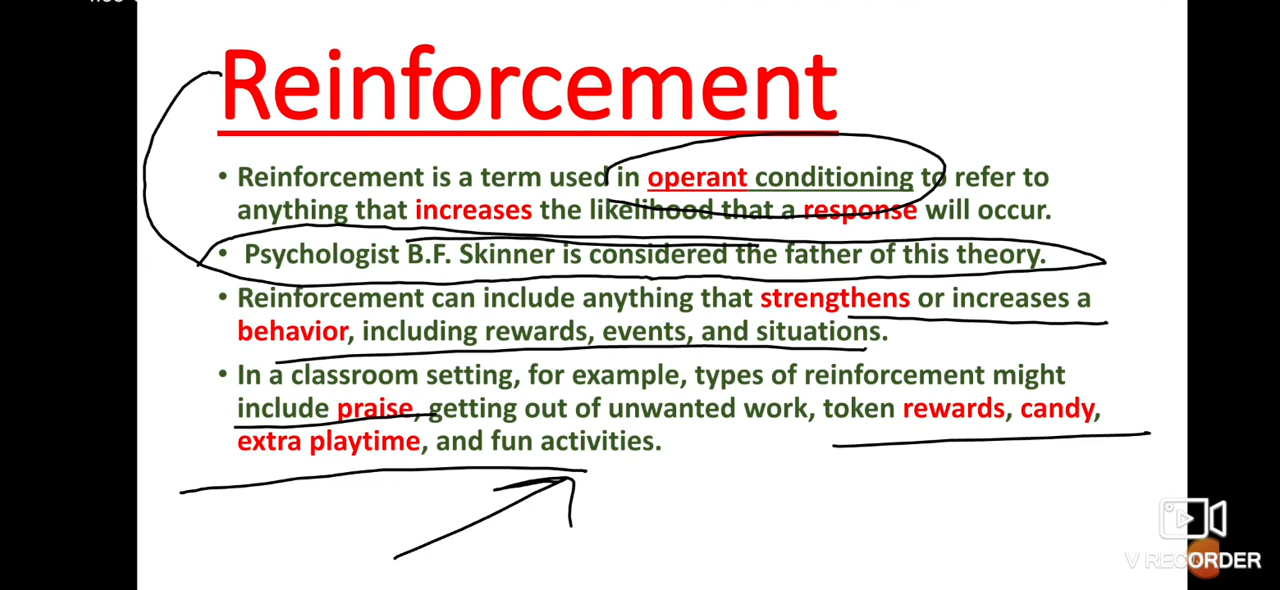 Reinforcement
• Reinforcement is a term used in operant conditioning to refer to
anything that increases the likelihood that a response will occur.
• Psychologist B.F. Skinner is considered the father of this theory.
• Reinforcement can include anything that strengthens or increases a
behavior, including rewards, events, and situations.
• In a classroom setting, for example, types of reinforcement might
include praise, getting out of unwanted work, token rewards, candy,
extra playtime, and fun activities.
V RECORDER